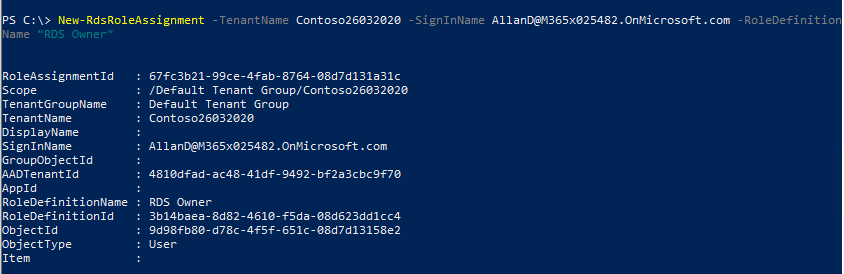 PS C:\> New-RdsRoleAssignment -TenantName Contoso26032020 -SignInName AllanD@M365x025482.OnMicrosoft.com -RoleDefinition
Name "RDS Owner"
RoleAssignmentId : 67fc3b21-99ce-4fab-8764-08d7d131a31c
Scope : /Default Tenant Group/Contoso26032020
TenantGroupName : Default Tenant Group
TenantName : Contoso26032020
DisplayName :
SignInName : AllanD@M365x025482.OnMicrosoft.com
GroupObjectId :
AADTenantId : 4810dfad-ac48-41df-9492-bf2a3cbc9f70
AppId :
RoleDefinitionName : RDS Owner
RoleDefinitionId : 3b14baea-8d82-4610-f5da-08d623dd1cc4
ObjectId : 9d98fb80-d78c-4f5f-651c-08d7d13158e2
ObjectType : User
Item :